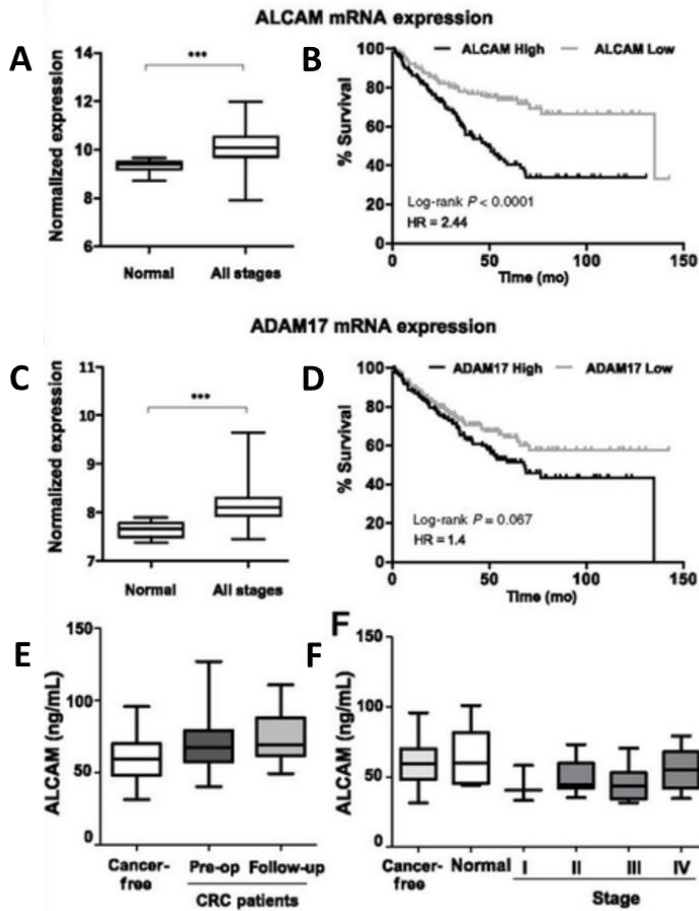 ALCAM mRNA expression
A
Normalized expression
14
12
10
8
6
***
Normal
All stages
B
ALCAM High
ALCAM Low
% Survival
100
80
60
40
20
0
Log-rank P < 0.0001
HR = 2.44
0
50
100
150
Time (mo)
ADAM17 mRNA expression
C
Normalized expression
11
10
9
8
7
***
Normal
All stages
D
ADAM17 High
ADAM17 Low
% Survival
100
80
60
40
20
0
Log-rank P = 0.067
HR = 1.4
0
50
100
150
Time (mo)
E
ALCAM (ng/mL)
150
100
50
0
Cancer-
free
Pre-op
Follow-up
CRC patients
F
F
ALCAM (ng/mL)
150
100
50
0
Cancer-
free
Normal
I
II
III
IV
Stage